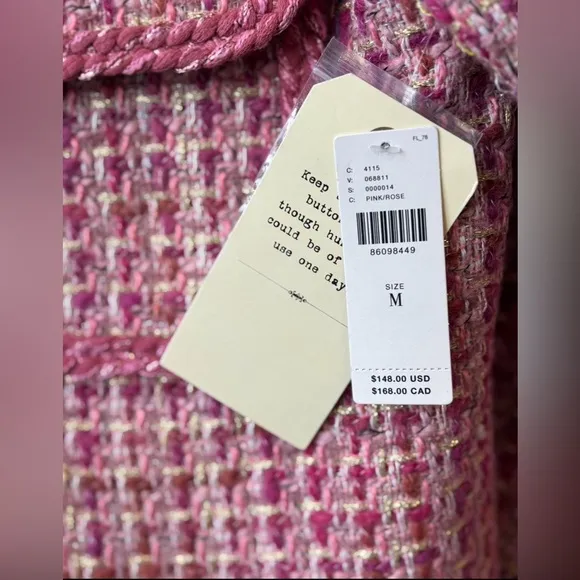 Keep
button
though hu
could be of
use one day
FL_76
C: 4115
V: 068811
S: 0000014
C: PINK/ROSE
86098449
SIZE
M
$148.00 USD
$168.00 CAD